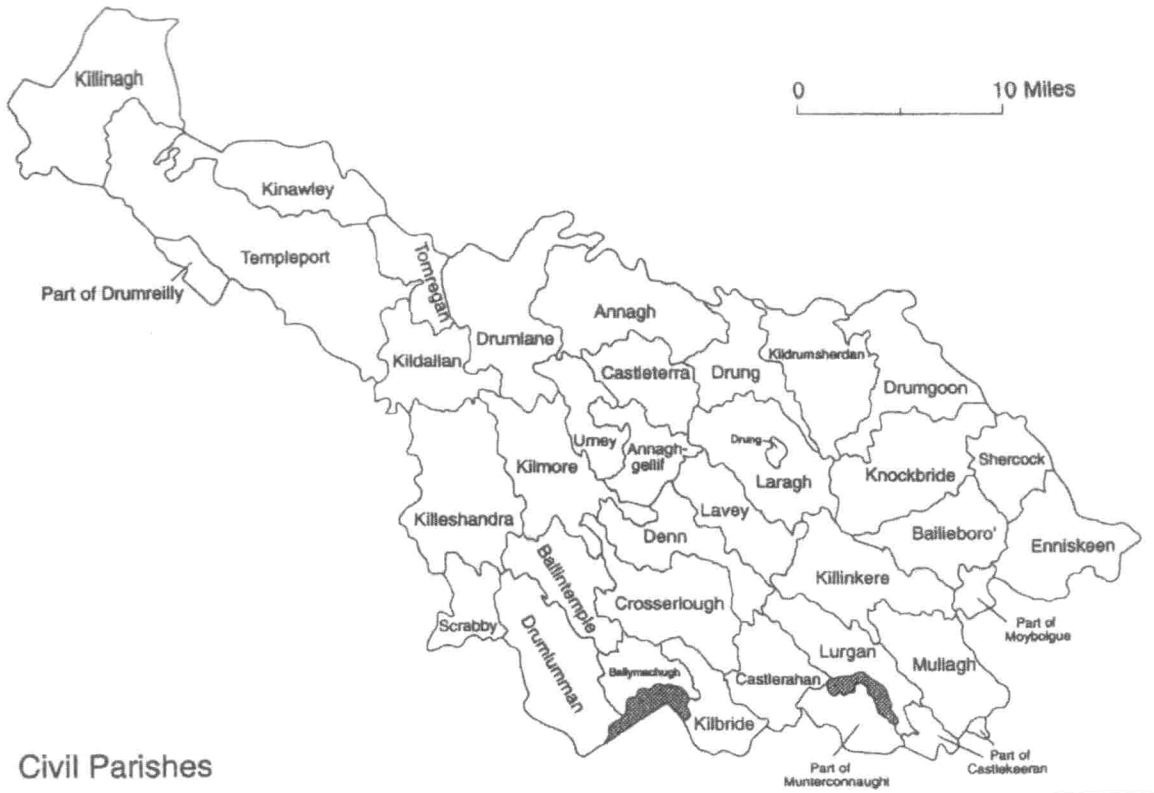 Killinagh
0 10 Miles
Kinawley
Templeport
Tomregan
Part of Drumreilly
Annagh
Drumlane
Kildallan
Castleterra
Drung
Kildrumsherdan
Drumgoon
Urney
Annagh-
gelliff
Drung
Laragh
Kilmore
Knockbride
Shercock
Killeshandra
Lavey
Denn
Bailieboro'
Enniskeen
Ballintemple
Killinkere
Crosserlough
Scrabby
Drumlumman
Part of
Moybolgue
Lurgan
Mullagh
Ballymachugh
Castlerahan
Kilbride
Part of
Munterconnaught
Part of
Castlekeeran
Civil Parishes